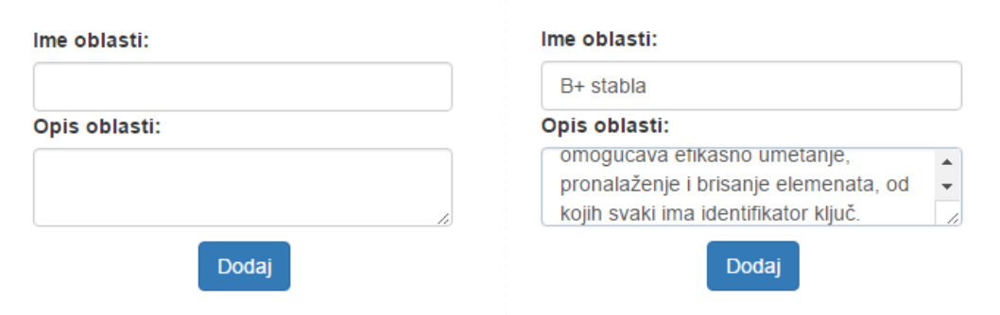 Ime oblasti:
Opis oblasti:
Dodaj
Ime oblasti:
B+ stabla
Opis oblasti:
omogućava efikasno umetanje,
pronalaženje i brisanje elemenata, od
kojih svaki ima identifikator ključ.
Dodaj